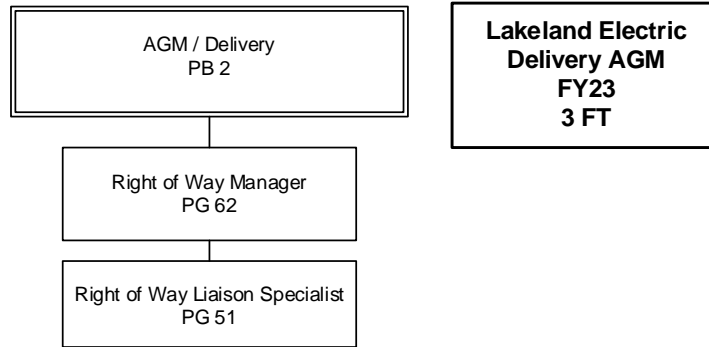 AGM / Delivery
PB 2
Lakeland Electric
Delivery AGM
FY23
3 FT
Right of Way Manager
PG 62
Right of Way Liaison Specialist
PG 51